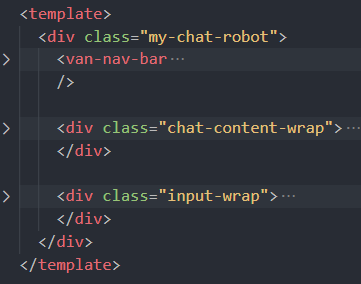 <template>
<div class="my-chat-robot">
<van-nav-bar···
/>
<div class="chat-content-wrap">···
</div>
<div class="input-wrap">···
</div>
</div>
</template>